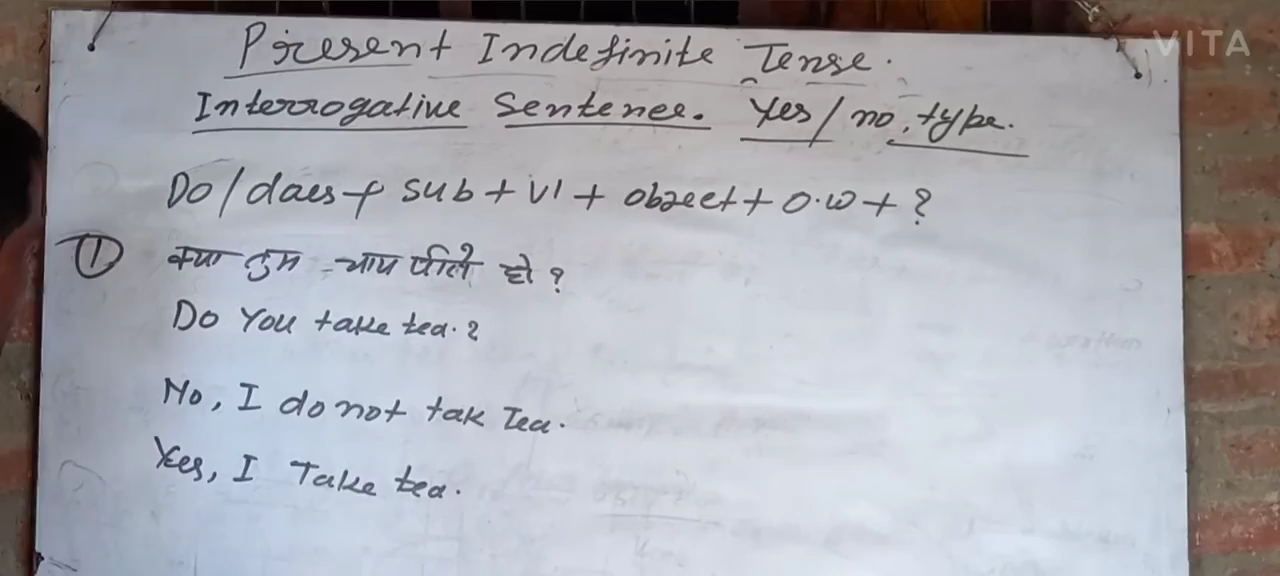 VITA
Present Indefinite Tense.
Interrogative Sentence. Yes/no, type.
Do/does + sub + V1 + object + o.w + ?
① क्या तुम चाय पीते हो ?
Do You take tea.?
No, I do not tak Tea.
Yes, I Take tea.